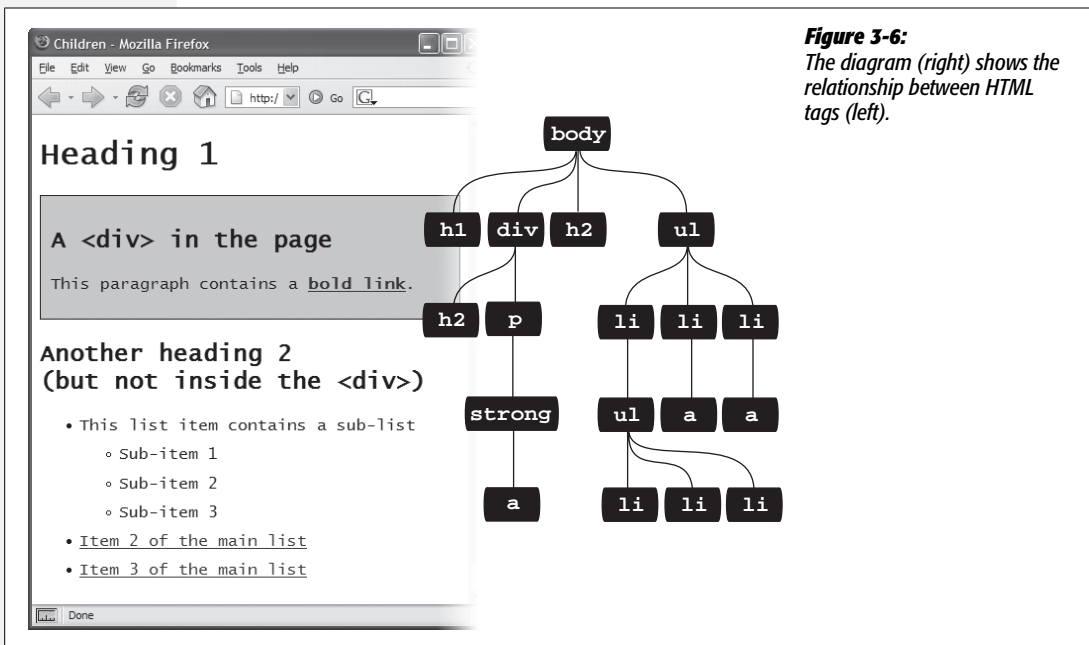 Children - Mozilla Firefox
File Edit View Go Bookmarks Tools Help
http:/ Go G
Heading 1
A <div> in the page
This paragraph contains a bold link.
Another heading 2
(but not inside the <div>)
• This list item contains a sub-list
◦ Sub-item 1
◦ Sub-item 2
◦ Sub-item 3
• Item 2 of the main list
• Item 3 of the main list
Done
body
h1 div h2 ul
h2 p li li li
strong ul a a
a li li li
Figure 3-6:
The diagram (right) shows the
relationship between HTML
tags (left).